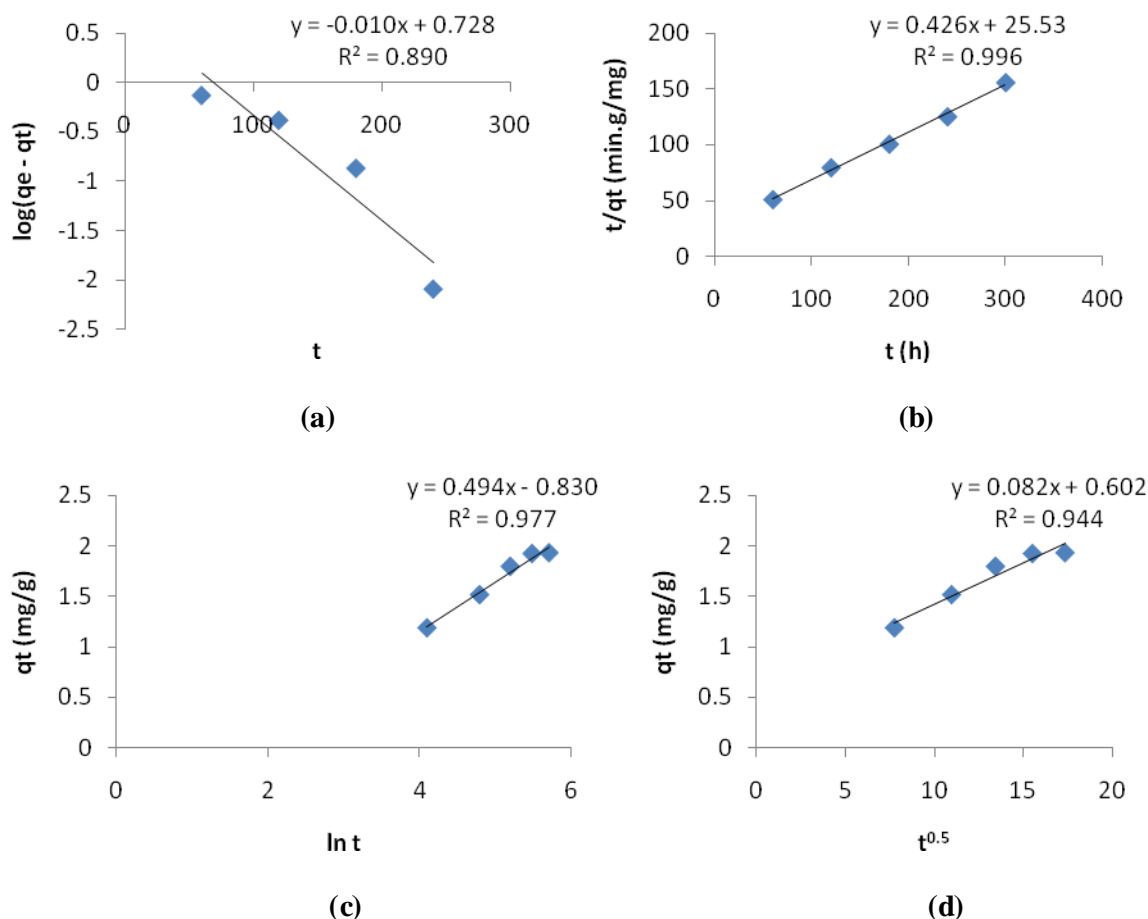 y = -0.010x + 0.728
R² = 0.890
0.5
0
-0.5
-1
-1.5
-2
-2.5
0
100
200
300
log(qe - qt)
t
(a)
y = 0.426x + 25.53
R² = 0.996
200
150
100
50
0
0
100
200
300
400
t/qt (min.g/mg)
t (h)
(b)
y = 0.494x - 0.830
R² = 0.977
2.5
2
1.5
1
0.5
0
0
2
4
6
qt (mg/g)
ln t
(c)
y = 0.082x + 0.602
R² = 0.944
2.5
2
1.5
1
0.5
0
0
5
10
15
20
qt (mg/g)
t⁰·⁵
(d)